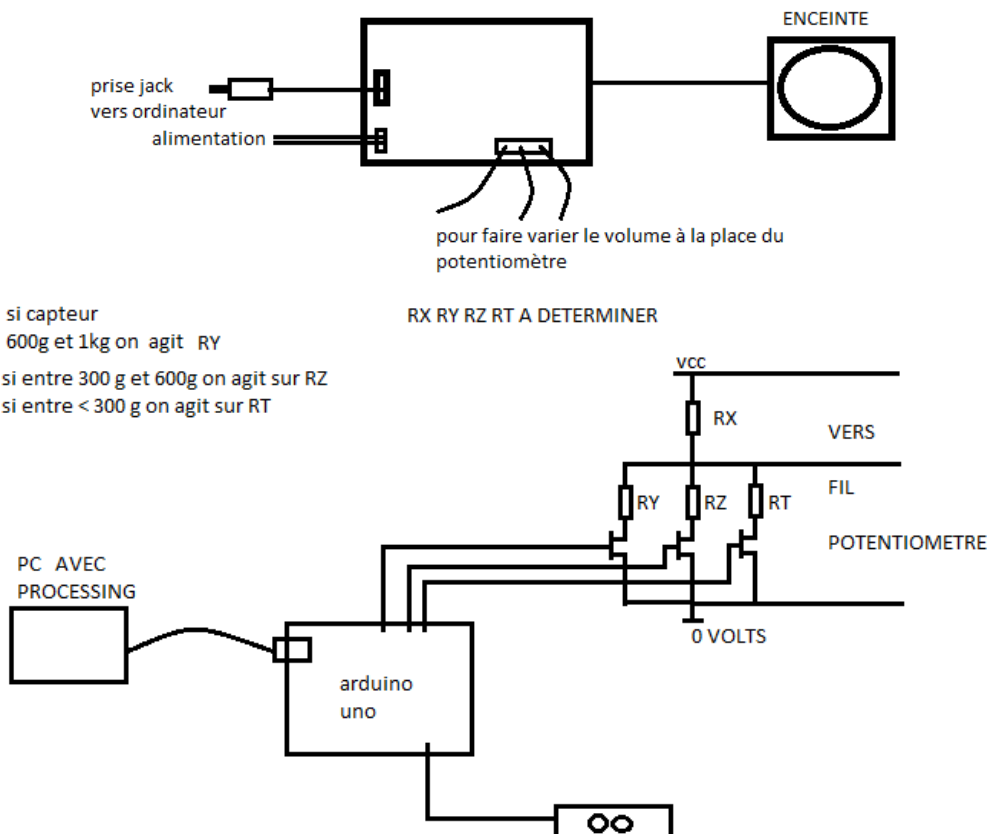 ENCEINTE
prise jack
vers ordinateur
alimentation
pour faire varier le volume à la place du
potentiomètre
si capteur
600g et 1kg on agit RY
si entre 300 g et 600g on agit sur RZ
si entre < 300 g on agit sur RT
RX RY RZ RT A DETERMINER
vcc
RX
VERS
RY
RZ
RT
FIL
POTENTIOMETRE
0 VOLTS
PC AVEC
PROCESSING
arduino
uno